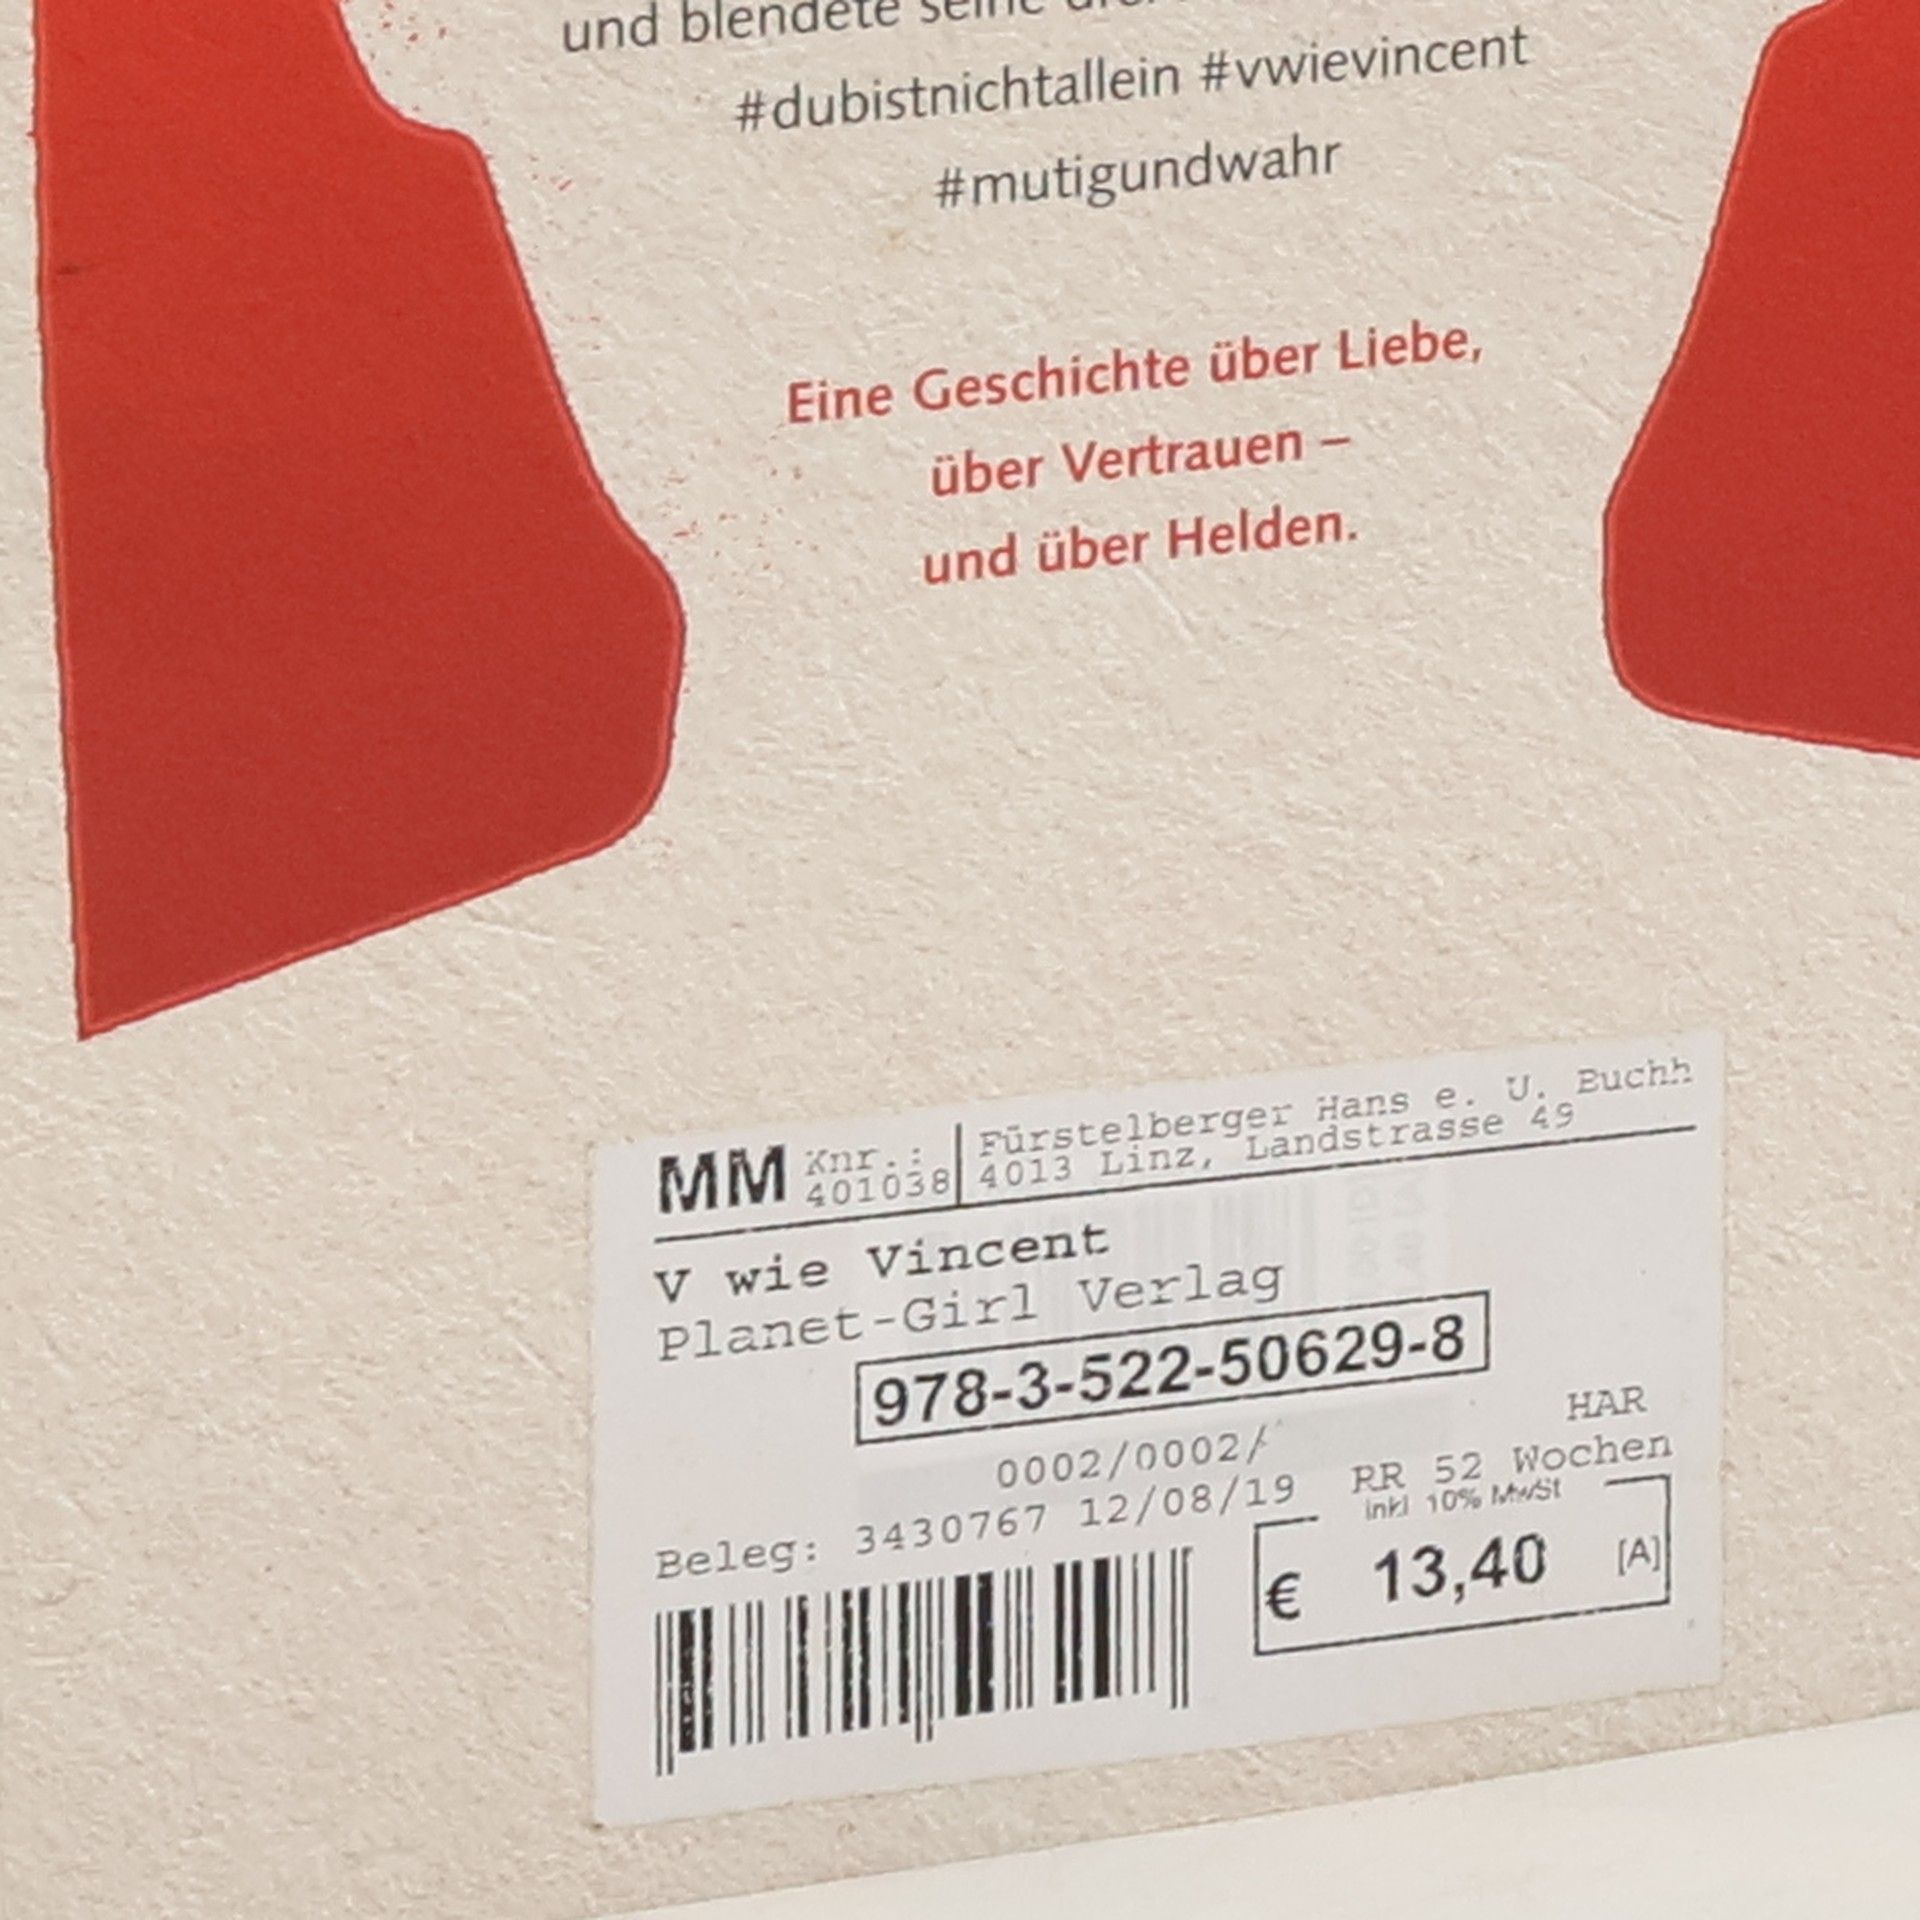 und blendete seine
#dubistnichtallein #vwievincent
#mutigundwahr
Eine Geschichte über Liebe,
über Vertrauen –
und über Helden.
MM Knr.: Fürstelberger Hans e. U. Buchh
401038 4013 Linz, Landstrasse 49
V wie Vincent
Planet-Girl Verlag
978-3-522-50629-8
HAR
0002/0002/ RR 52 Wochen
Beleg: 3430767 12/08/19 inkl 10% MwSt
€ 13,40 [A]